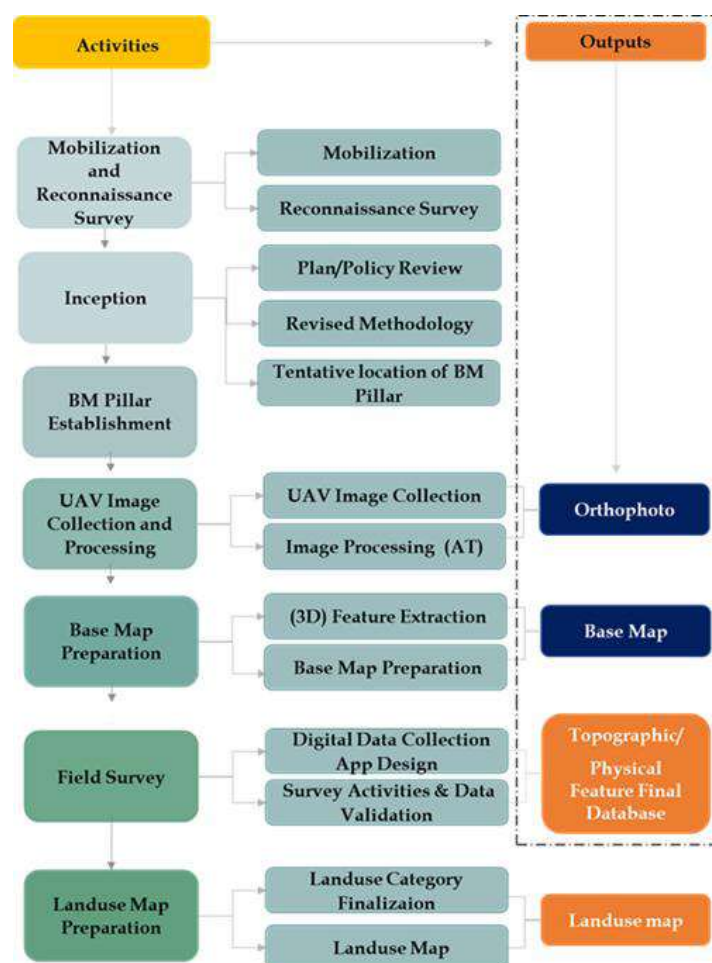 Activities
Outputs
Mobilization
and
Reconnaissance
Survey
Mobilization
Reconnaissance Survey
Inception
Plan/Policy Review
Revised Methodology
Tentative location of BM
Pillar
BM Pillar
Establishment
UAV Image
Collection and
Processing
UAV Image Collection
Image Processing (AT)
Orthophoto
Base Map
Preparation
(3D) Feature Extraction
Base Map Preparation
Base Map
Field Survey
Digital Data Collection
App Design
Survey Activities & Data
Validation
Topographic/
Physical
Feature Final
Database
Landuse Map
Preparation
Landuse Category
Finalizaion
Landuse Map
Landuse map